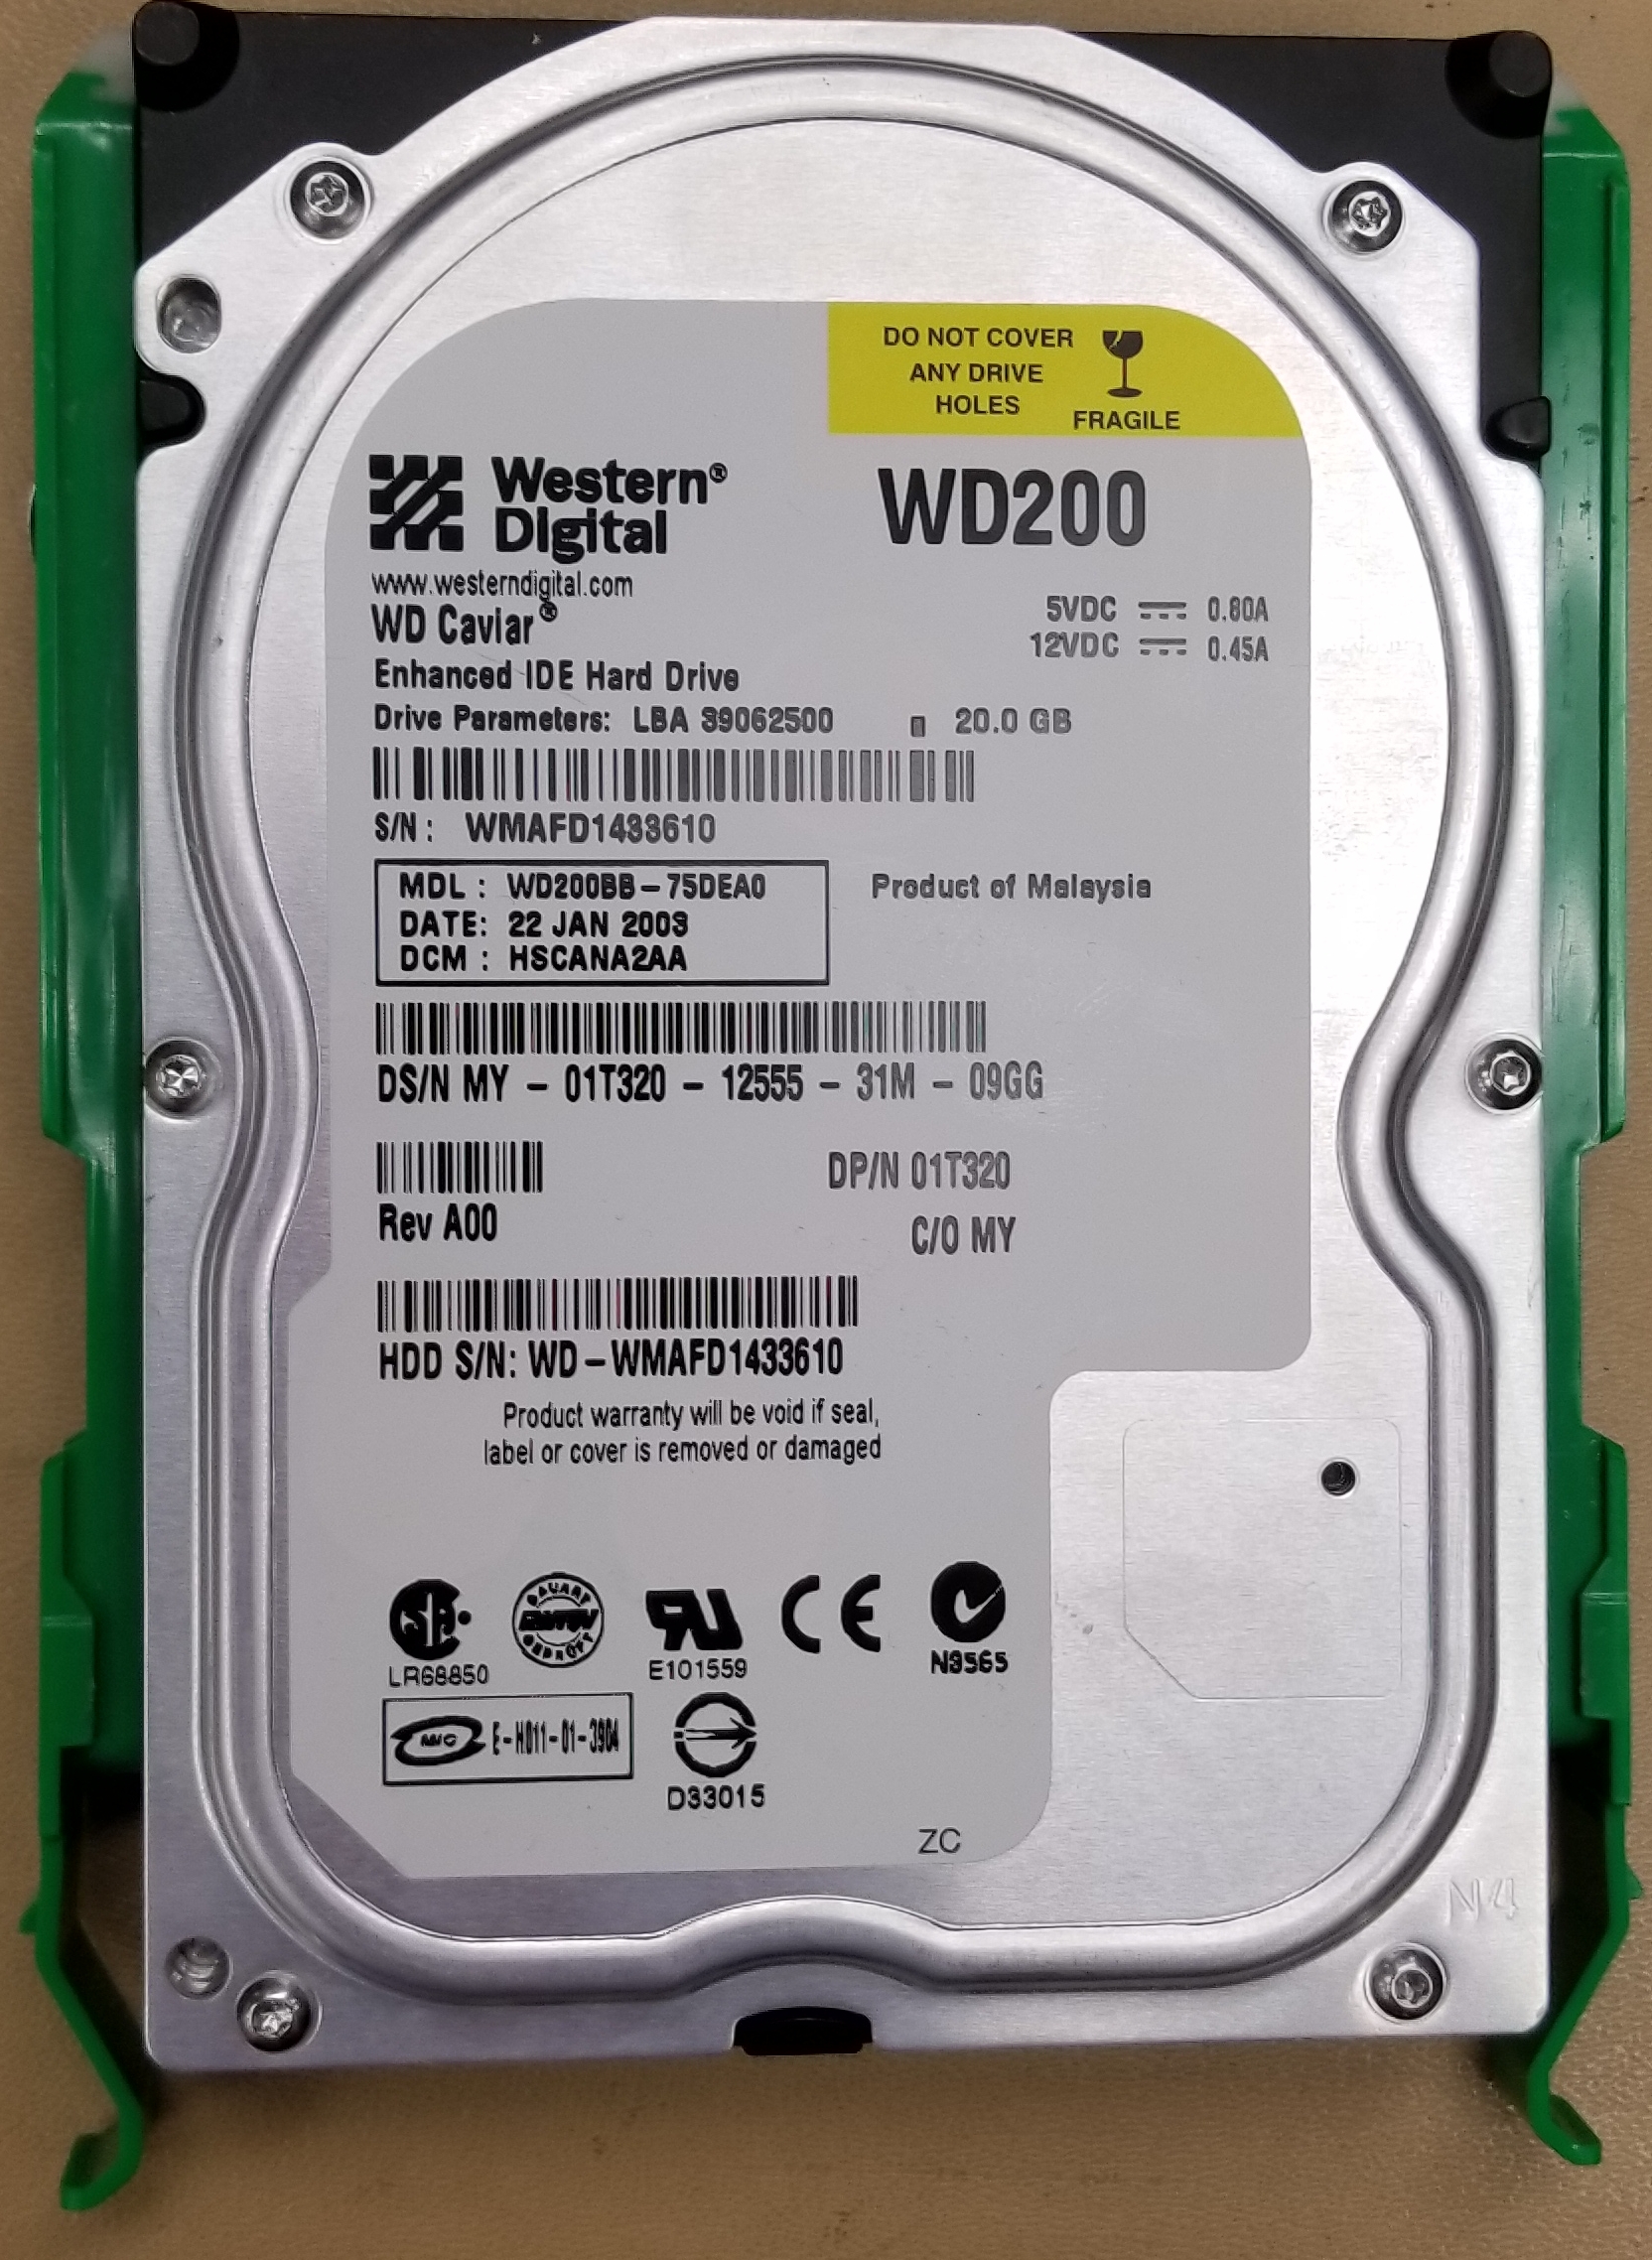 DO NOT COVER
ANY DRIVE
HOLES
FRAGILE
Western®
Digital
WD200
www.westerndigital.com
WD Caviar®
5VDC 0.80A
12VDC 0.45A
Enhanced IDE Hard Drive
Drive Parameters: LBA 39062500 20.0 GB
S/N: WMAFD1433610
MDL: WD200BB-75DEA0
Product of Malaysia
DATE: 22 JAN 2003
DCM: HSCANA2AA
DS/N MY - 01T320 - 12555 - 31M - 09GG
DP/N 01T320
Rev A00
C/O MY
HDD S/N: WD-WMAFD1433610
Product warranty will be void if seal,
label or cover is removed or damaged
LR68850
E101559
CE
N3565
MIC E-H011-01-3904
D33015
ZC
N4